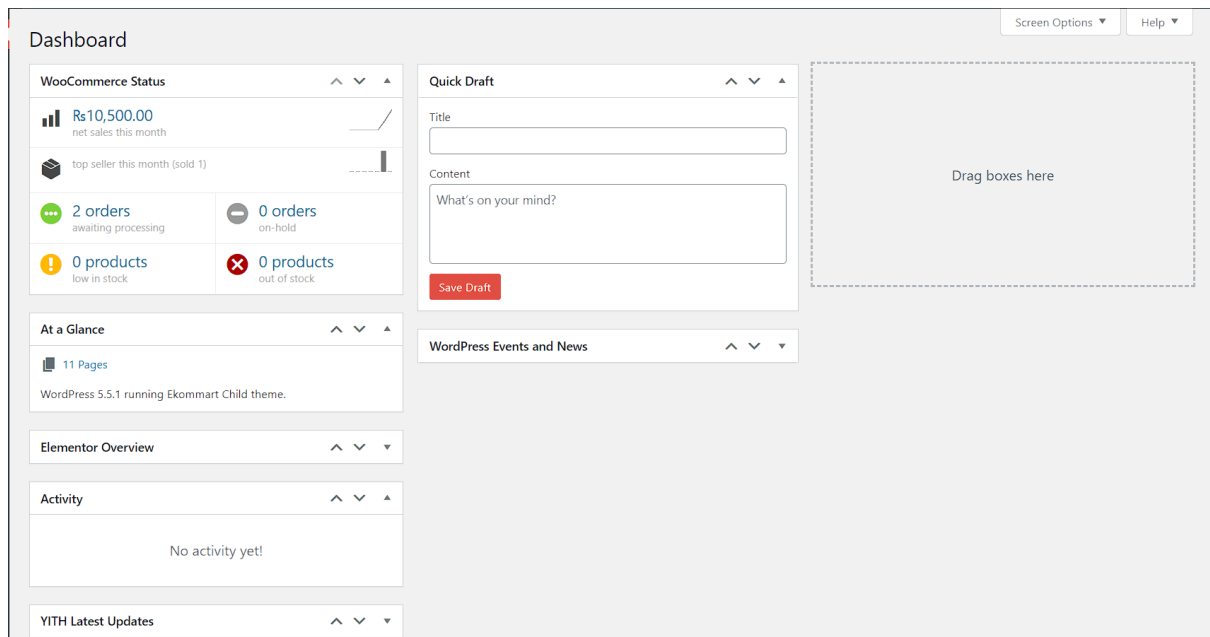 Screen Options
Help
Dashboard
WooCommerce Status
Rs10,500.00
net sales this month
top seller this month (sold 1)
2 orders
awaiting processing
0 orders
on-hold
0 products
low in stock
0 products
out of stock
At a Glance
11 Pages
WordPress 5.5.1 running Ekommart Child theme.
Elementor Overview
Activity
No activity yet!
YITH Latest Updates
Quick Draft
Title
Content
What's on your mind?
Save Draft
WordPress Events and News
Drag boxes here